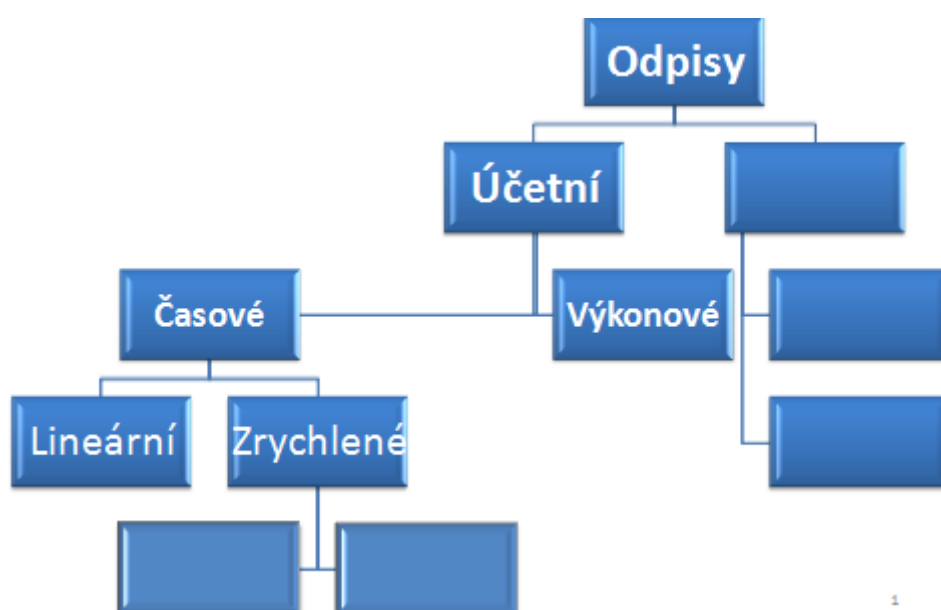 Odpisy
Účetní
Časové
Výkonové
Lineární
Zrychlené
1